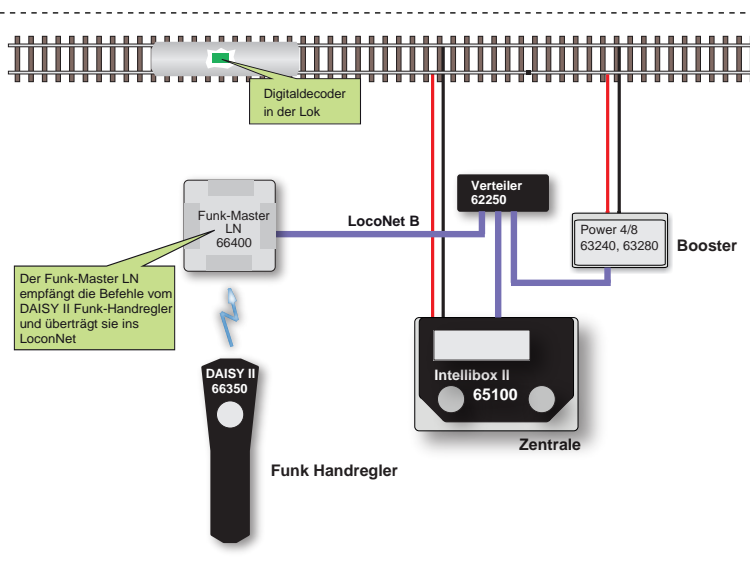 Digitaldecoder
in der Lok
Verteiler
62250
Funk-Master
LN
66400
LocoNet B
Power 4/8
63240, 63280
Booster
Der Funk-Master LN
empfängt die Befehle vom
DAISY II Funk-Handregler
und überträgt sie ins
LoconNet
DAISY II
66350
Intellibox II
65100
Zentrale
Funk Handregler